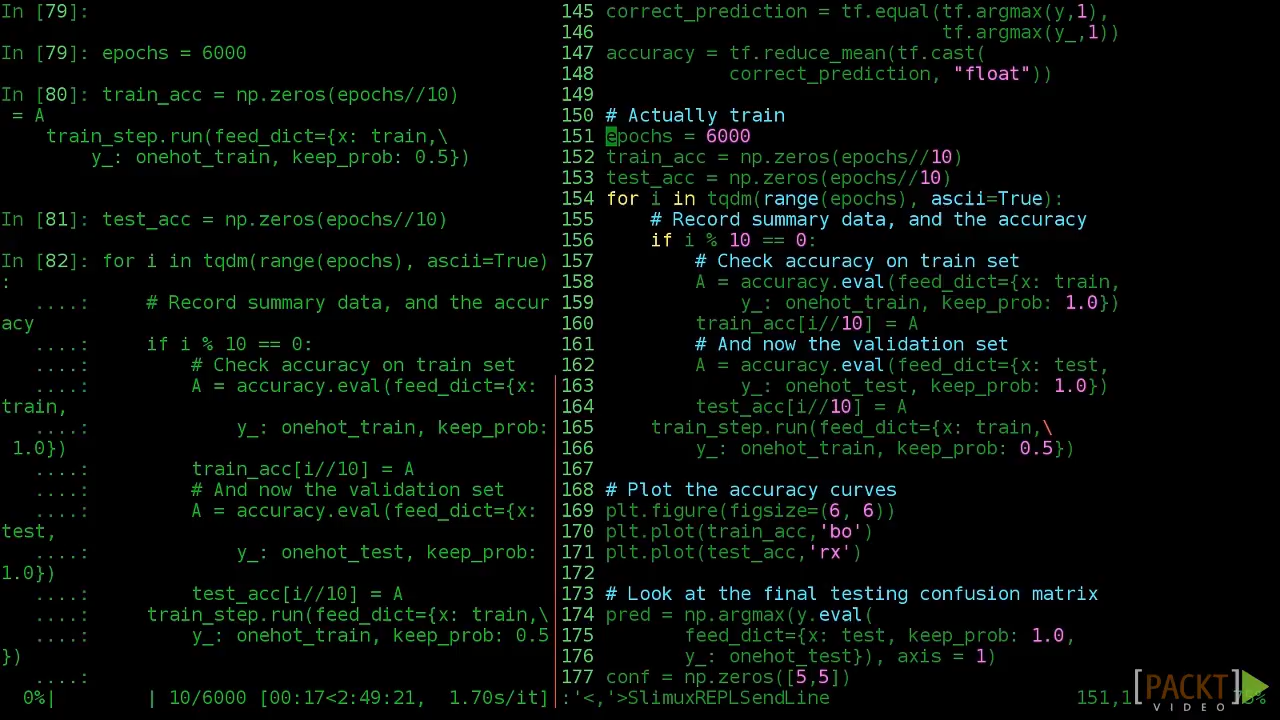 In [79]:
In [79]: epochs = 6000
In [80]: train_acc = np.zeros(epochs//10)
 = A
    train_step.run(feed_dict={x: train,\
        y_: onehot_train, keep_prob: 0.5})
In [81]: test_acc = np.zeros(epochs//10)
In [82]: for i in tqdm(range(epochs), ascii=True)
:
   ....:     # Record summary data, and the accur
acy
   ....:     if i % 10 == 0:
   ....:         # Check accuracy on train set
   ....:         A = accuracy.eval(feed_dict={x:
train,
   ....:             y_: onehot_train, keep_prob:
 1.0})
   ....:         train_acc[i//10] = A
   ....:         # And now the validation set
   ....:         A = accuracy.eval(feed_dict={x:
test,
   ....:             y_: onehot_test, keep_prob:
1.0})
   ....:         test_acc[i//10] = A
   ....:     train_step.run(feed_dict={x: train,\
   ....:         y_: onehot_train, keep_prob: 0.5
})
   ....:
  0%|        | 10/6000 [00:17<2:49:21,  1.70s/it]
145 correct_prediction = tf.equal(tf.argmax(y,1),
146                               tf.argmax(y_,1))
147 accuracy = tf.reduce_mean(tf.cast(
148            correct_prediction, "float"))
149
150 # Actually train
151 epochs = 6000
152 train_acc = np.zeros(epochs//10)
153 test_acc = np.zeros(epochs//10)
154 for i in tqdm(range(epochs), ascii=True):
155     # Record summary data, and the accuracy
156     if i % 10 == 0:
157         # Check accuracy on train set
158         A = accuracy.eval(feed_dict={x: train,
159             y_: onehot_train, keep_prob: 1.0})
160         train_acc[i//10] = A
161         # And now the validation set
162         A = accuracy.eval(feed_dict={x: test,
163             y_: onehot_test, keep_prob: 1.0})
164         test_acc[i//10] = A
165     train_step.run(feed_dict={x: train,\
166         y_: onehot_train, keep_prob: 0.5})
167
168 # Plot the accuracy curves
169 plt.figure(figsize=(6, 6))
170 plt.plot(train_acc,'bo')
171 plt.plot(test_acc,'rx')
172
173 # Look at the final testing confusion matrix
174 pred = np.argmax(y.eval(
175        feed_dict={x: test, keep_prob: 1.0,
176        y_: onehot_test}), axis = 1)
177 conf = np.zeros([5,5])
:'<,'>SlimuxREPLSendLine 151,1
[PACKT]
VIDEO